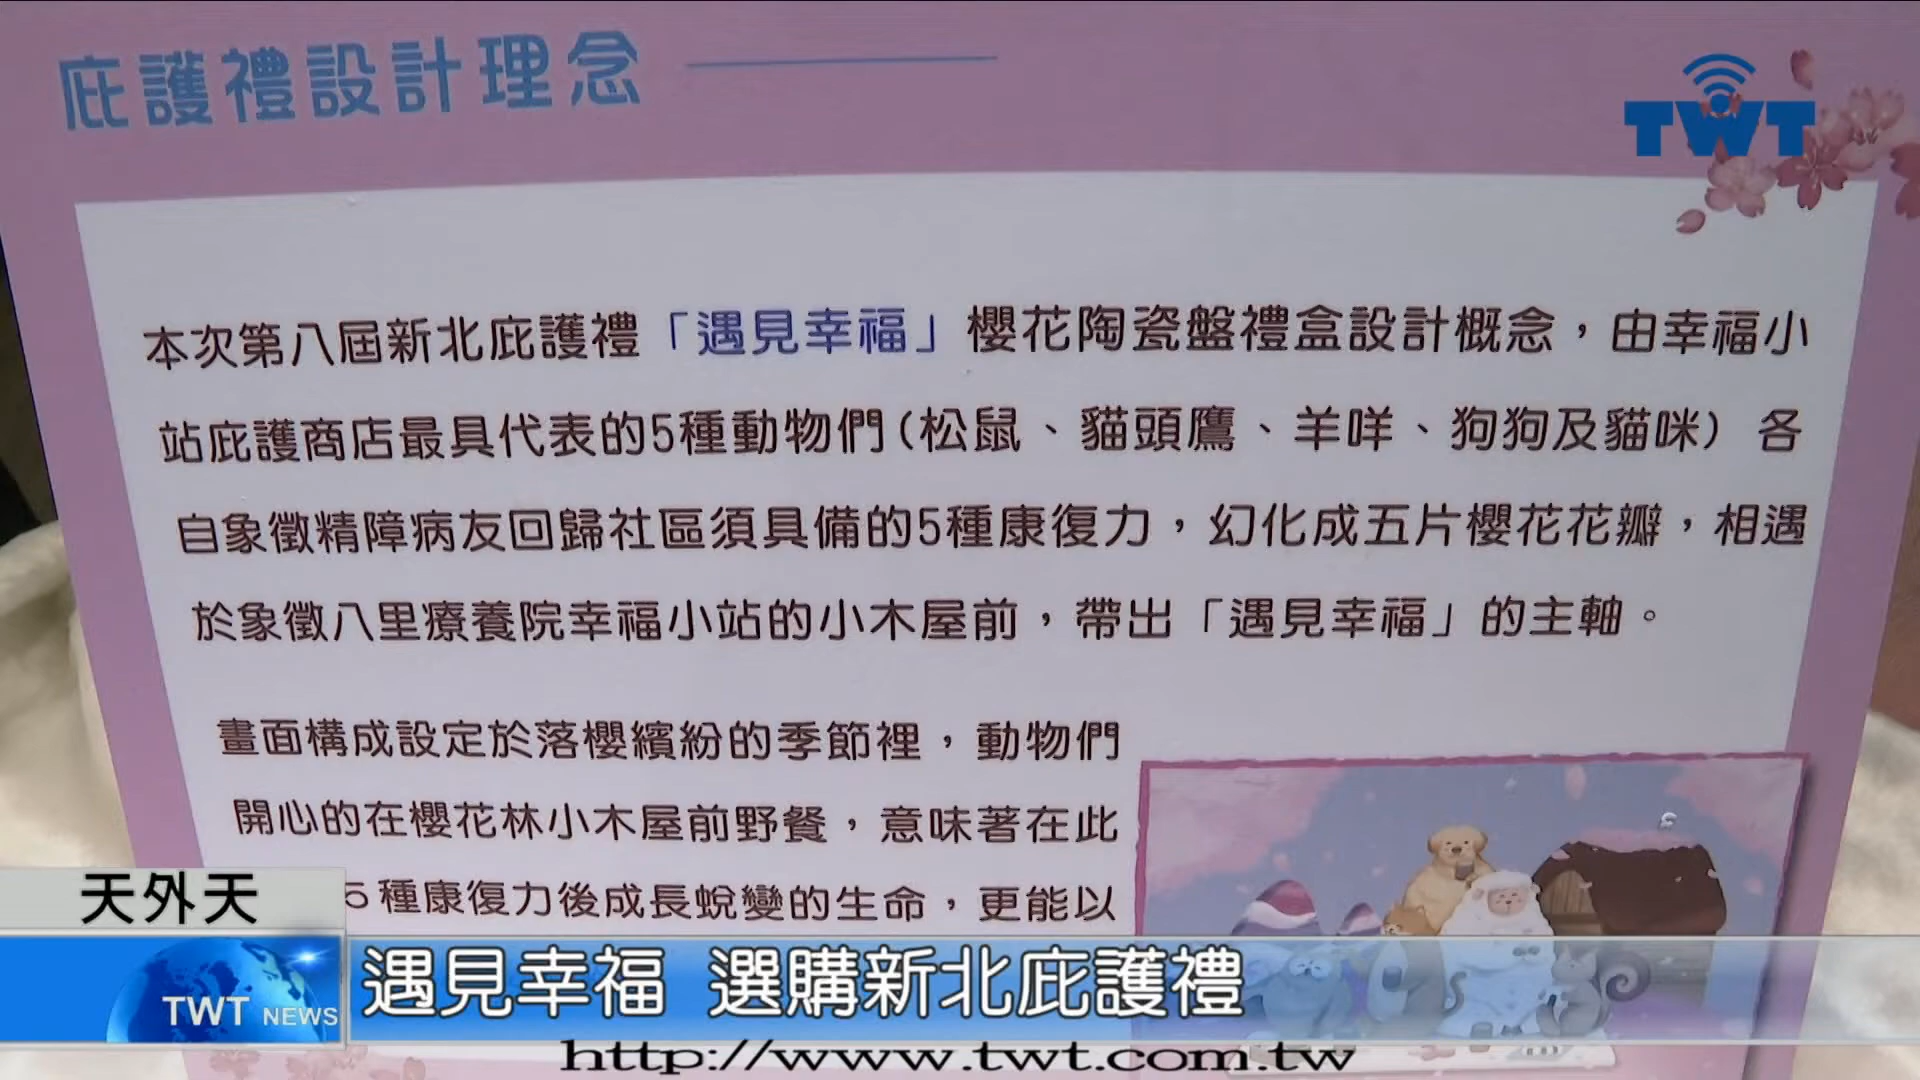 庇護禮設計理念
TWT
本次第八屆新北庇護禮「遇見幸福」櫻花陶瓷盤禮盒設計概念，由幸福小
站庇護商店最具代表的5種動物們(松鼠、貓頭鷹、羊咩、狗狗及貓咪) 各
自象徵精障病友回歸社區須具備的5種康復力，幻化成五片櫻花花瓣，相遇
於象徵八里療養院幸福小站的小木屋前，帶出「遇見幸福」的主軸。
畫面構成設定於落櫻繽紛的季節裡，動物們
開心的在櫻花林小木屋前野餐，意味著在此
5種康復力後成長蛻變的生命，更能以
天外天
TWT NEWS
遇見幸福 選購新北庇護禮
http://www.twt.com.tw